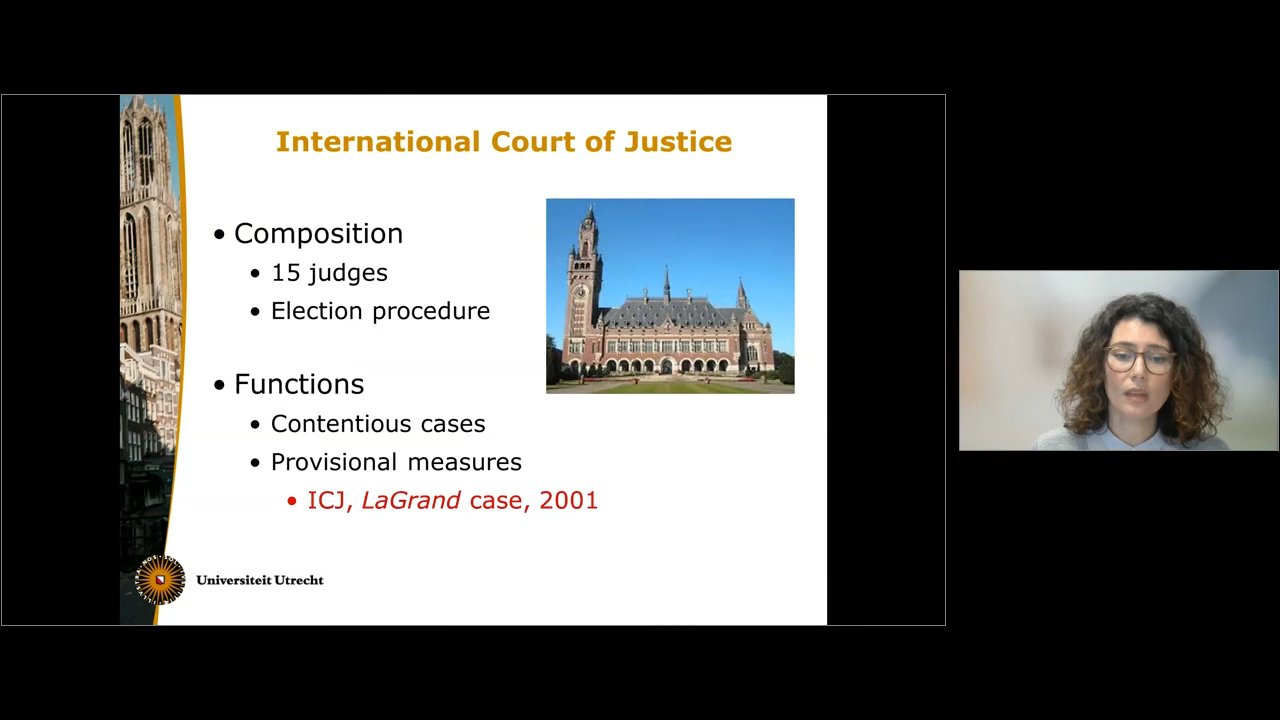 International Court of Justice
• Composition
• 15 judges
• Election procedure
• Functions
• Contentious cases
• Provisional measures
• ICJ, LaGrand case, 2001
Universiteit Utrecht